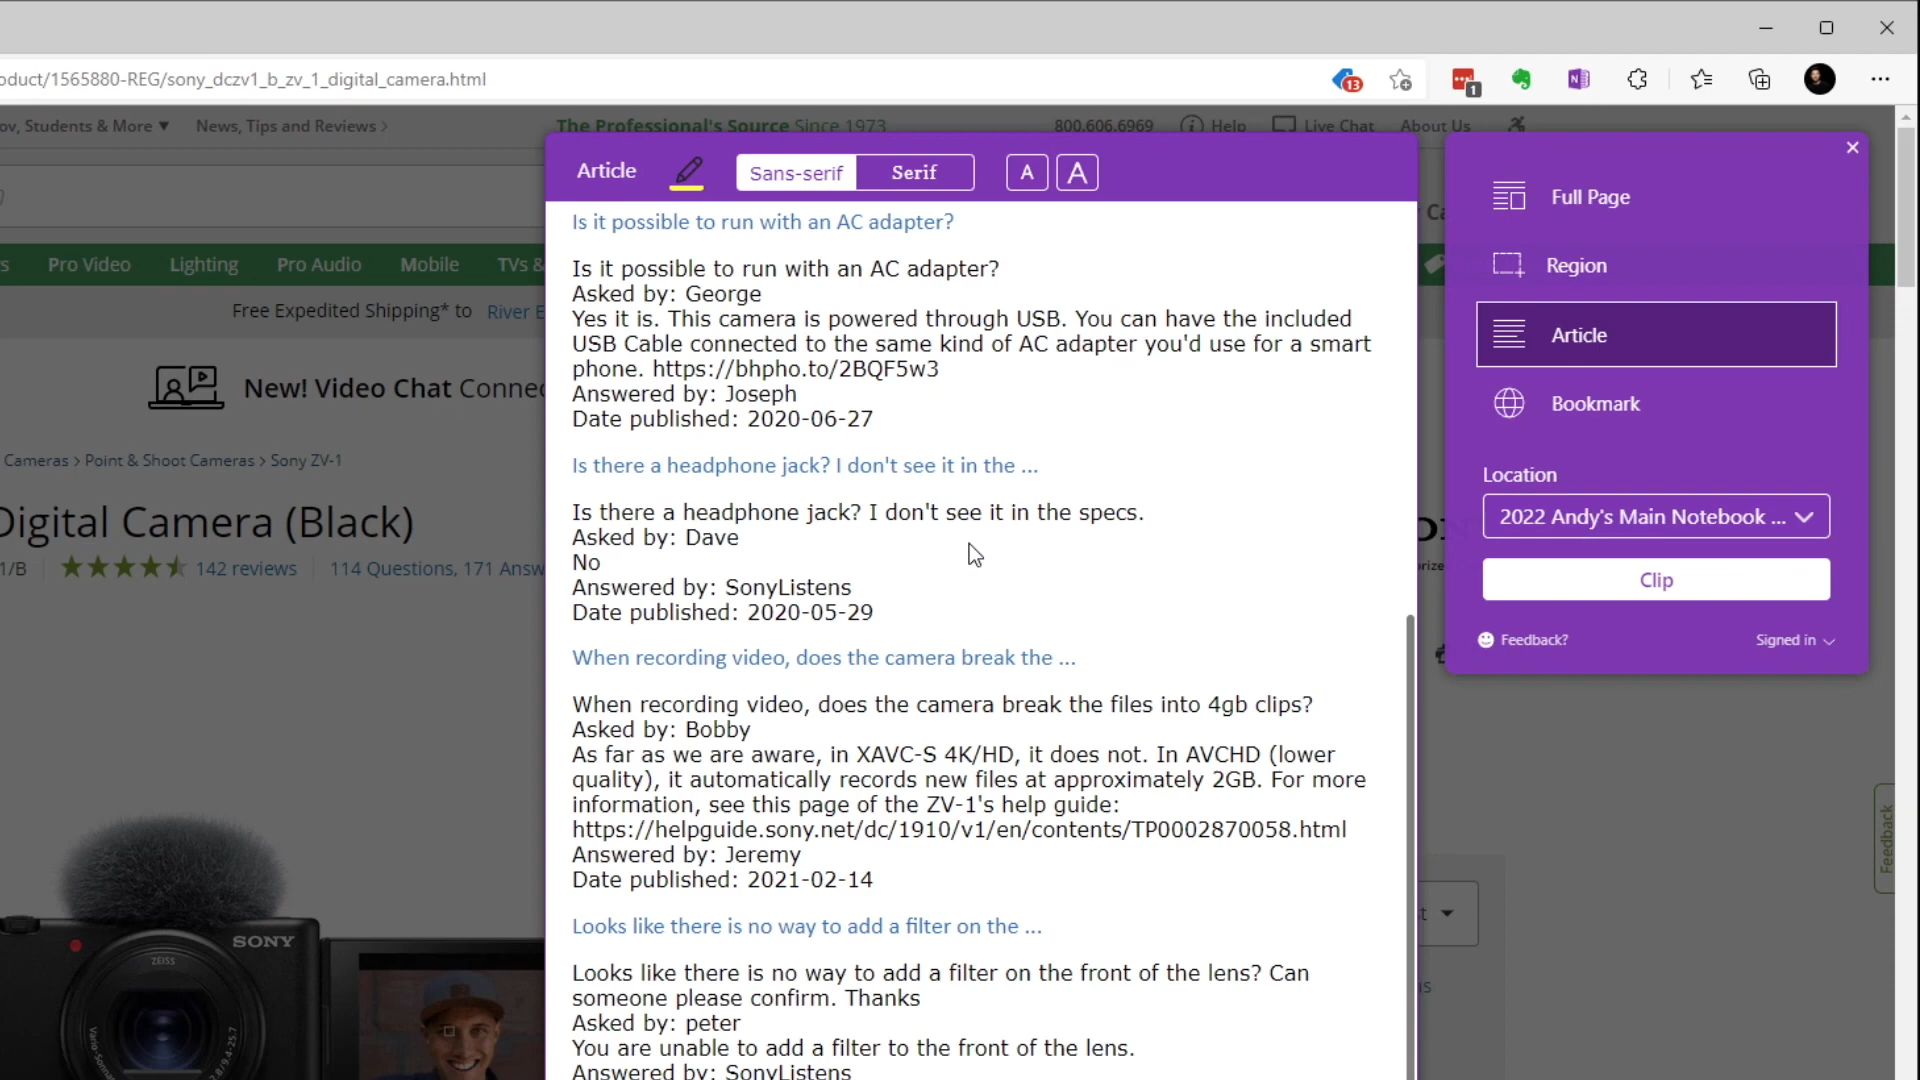 oduct/1565880-REG/sony_dczv1_b_zv_1_digital_camera.html
13
1
ov, Students & More
News, Tips and Reviews >
The Professional's Source Since 1973
800.606.6969
Help
Live Chat
About Us
Article
Sans-serif
Serif
A
A
Pro Video
Lighting
Pro Audio
Mobile
TVs &
Free Expedited Shipping* to River E
New! Video Chat Connec
Cameras > Point & Shoot Cameras > Sony ZV-1
Digital Camera (Black)
1/B
142 reviews
114 Questions, 171 Answ
SONY
ZEISS
Vario-Sonnar
2.8/9.4-25.7
Is it possible to run with an AC adapter?
Is it possible to run with an AC adapter?
Asked by: George
Yes it is. This camera is powered through USB. You can have the included
USB Cable connected to the same kind of AC adapter you'd use for a smart
phone. https://bhpho.to/2BQF5w3
Answered by: Joseph
Date published: 2020-06-27
Is there a headphone jack? I don't see it in the ...
Is there a headphone jack? I don't see it in the specs.
Asked by: Dave
No
Answered by: SonyListens
Date published: 2020-05-29
When recording video, does the camera break the ...
When recording video, does the camera break the files into 4gb clips?
Asked by: Bobby
As far as we are aware, in XAVC-S 4K/HD, it does not. In AVCHD (lower
quality), it automatically records new files at approximately 2GB. For more
information, see this page of the ZV-1's help guide:
https://helpguide.sony.net/dc/1910/v1/en/contents/TP0002870058.html
Answered by: Jeremy
Date published: 2021-02-14
Looks like there is no way to add a filter on the ...
Looks like there is no way to add a filter on the front of the lens? Can
someone please confirm. Thanks
Asked by: peter
You are unable to add a filter to the front of the lens.
Answered by: SonyListens
Full Page
Region
Article
Bookmark
Location
2022 Andy's Main Notebook ...
Clip
Feedback?
Signed in
Feedback